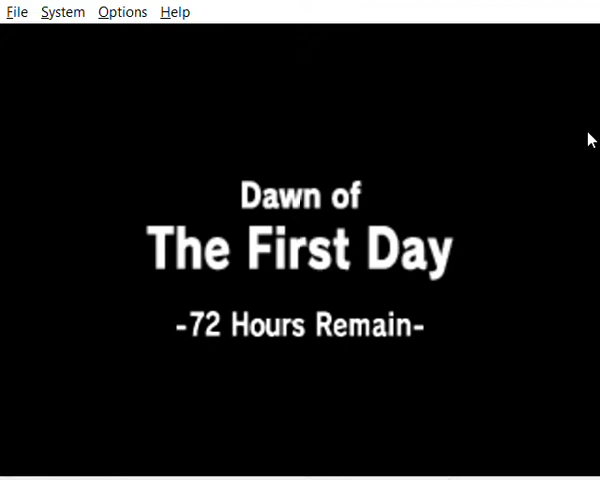 File System Options Help
Dawn of
The First Day
-72 Hours Remain-